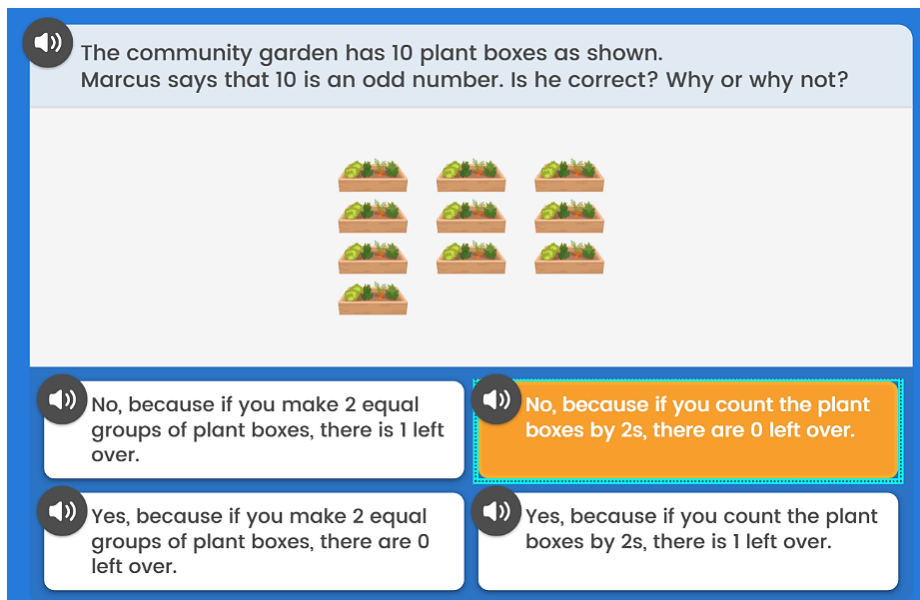 The community garden has 10 plant boxes as shown.
Marcus says that 10 is an odd number. Is he correct? Why or why not?
No, because if you make 2 equal
groups of plant boxes, there is 1 left
over.
No, because if you count the plant
boxes by 2s, there are 0 left over.
Yes, because if you make 2 equal
groups of plant boxes, there are 0
left over.
Yes, because if you count the plant
boxes by 2s, there is 1 left over.